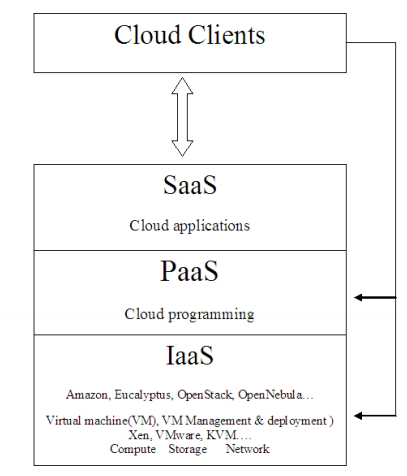 Cloud Clients
SaaS
Cloud applications
PaaS
Cloud programming
IaaS
Amazon, Eucalyptus, OpenStack, OpenNebula…
Virtual machine(VM), VM Management & deployment )
Xen, VMware, KVM….
Compute Storage Network